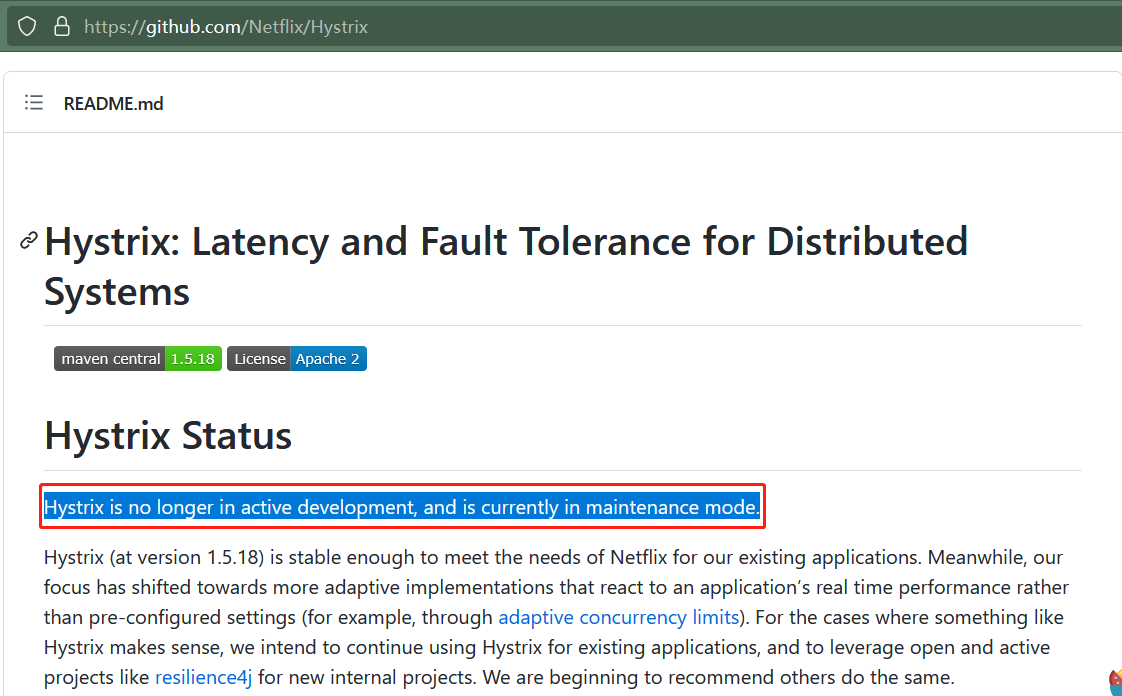 https://github.com/Netflix/Hystrix
README.md
Hystrix: Latency and Fault Tolerance for Distributed
Systems
maven central 1.5.18 License Apache 2
Hystrix Status
Hystrix is no longer in active development, and is currently in maintenance mode.
Hystrix (at version 1.5.18) is stable enough to meet the needs of Netflix for our existing applications. Meanwhile, our
focus has shifted towards more adaptive implementations that react to an application’s real time performance rather
than pre-configured settings (for example, through adaptive concurrency limits). For the cases where something like
Hystrix makes sense, we intend to continue using Hystrix for existing applications, and to leverage open and active
projects like resilience4j for new internal projects. We are beginning to recommend others do the same.